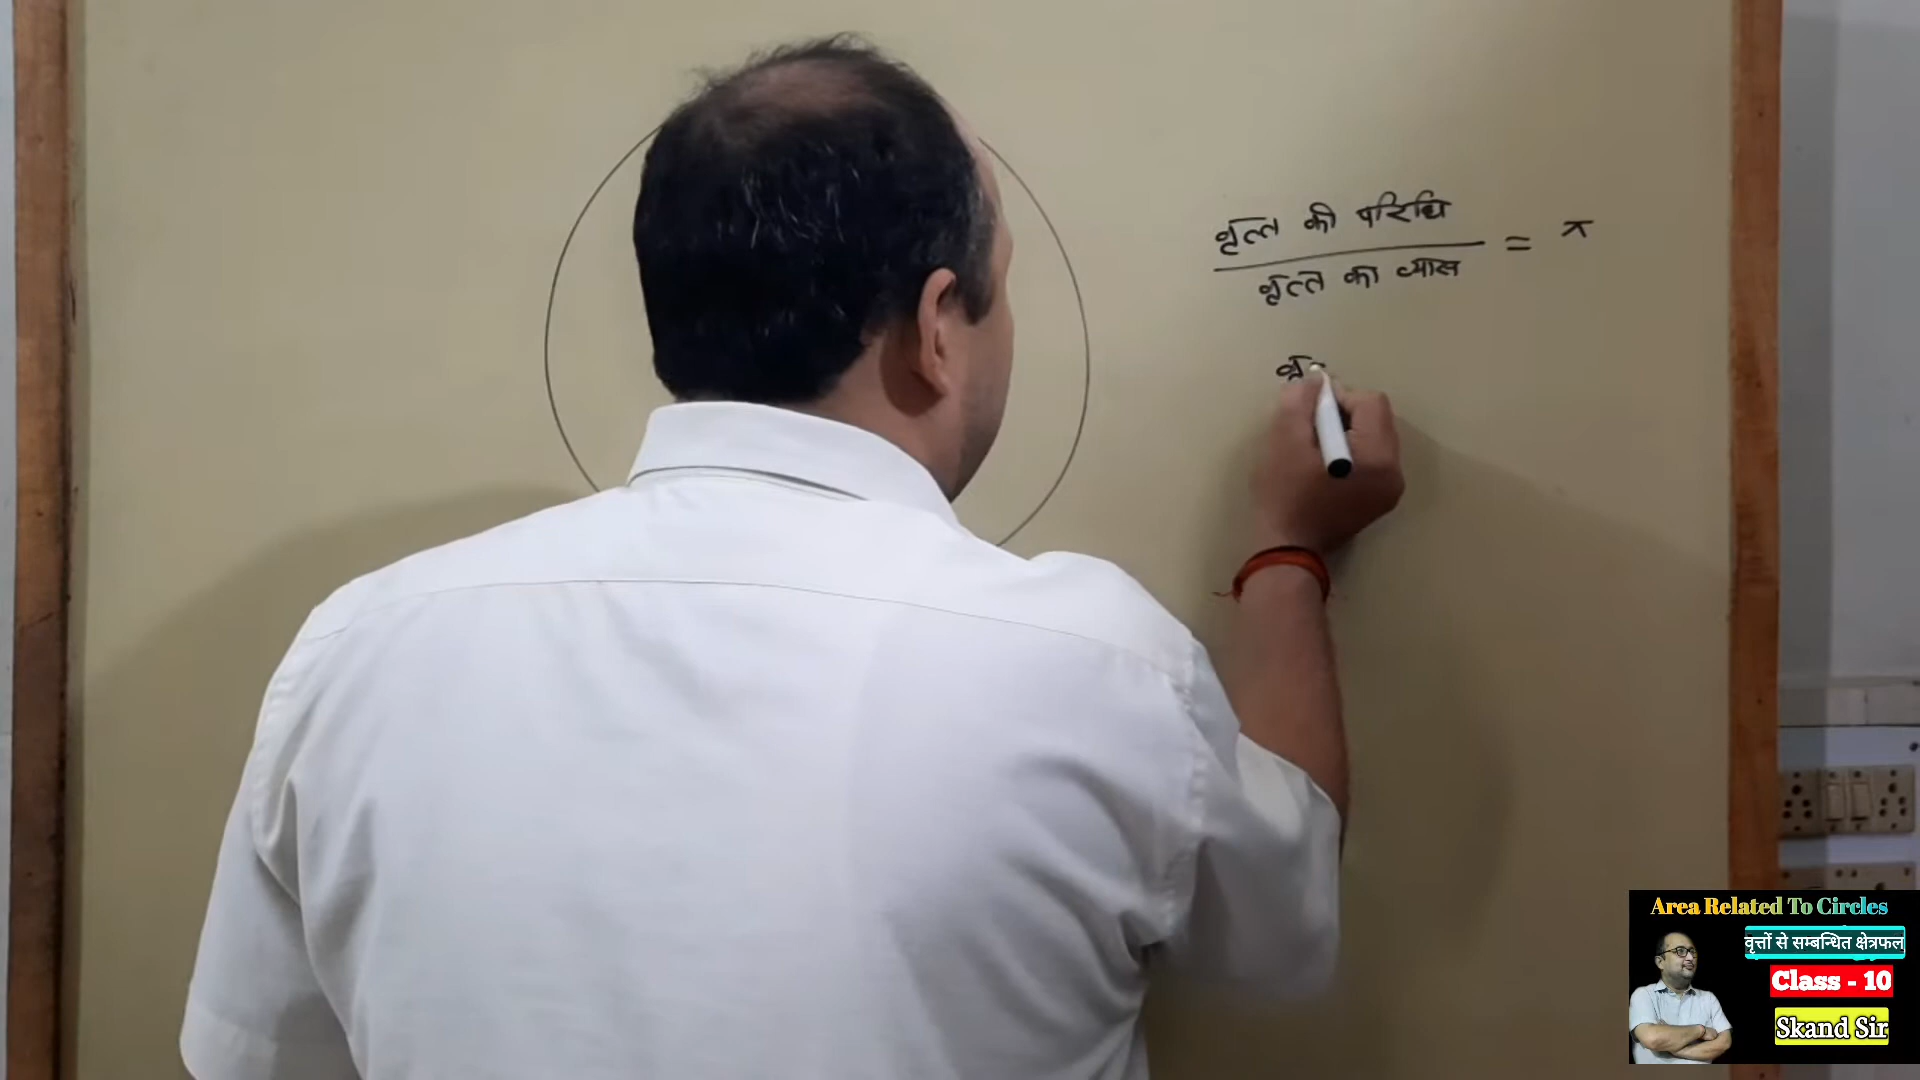 वृत्त की परिधि
वृत्त का व्यास
= π
वृ
Area Related To Circles
वृत्तों से सम्बन्धित क्षेत्रफल
Class - 10
Skand Sir